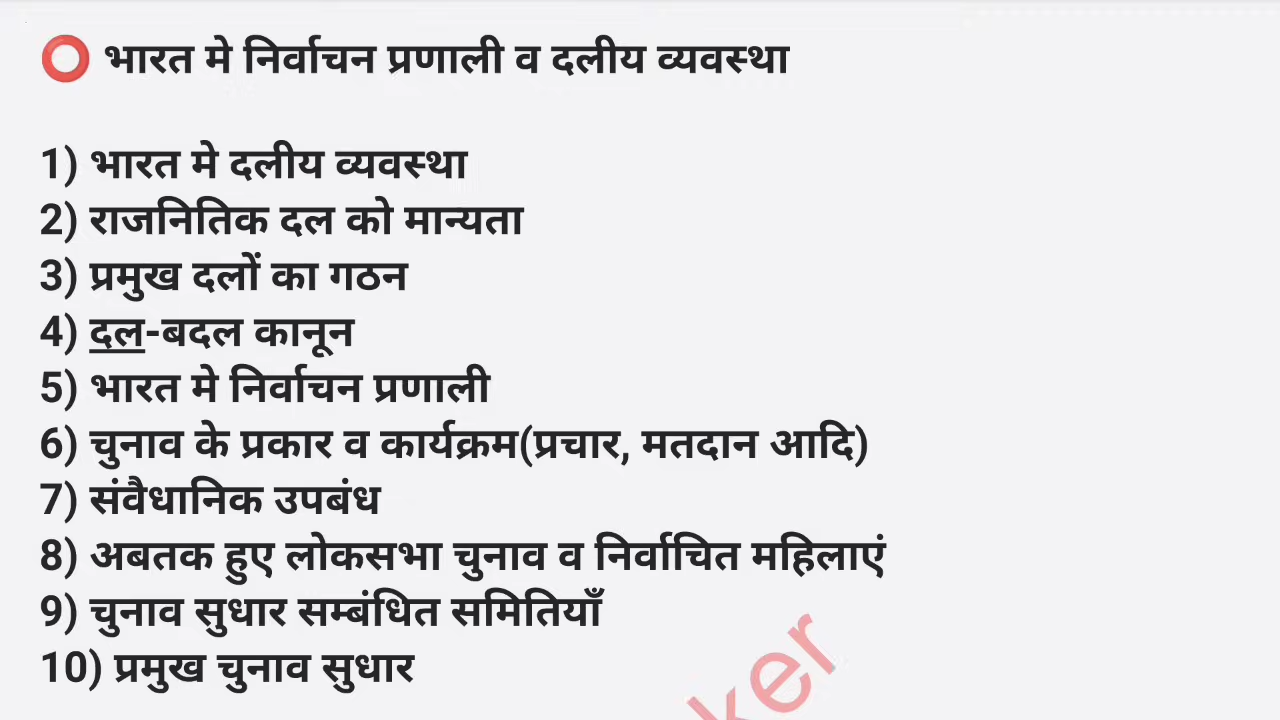 ⭕ भारत मे निर्वाचन प्रणाली व दलीय व्यवस्था
1) भारत मे दलीय व्यवस्था
2) राजनितिक दल को मान्यता
3) प्रमुख दलों का गठन
4) दल-बदल कानून
5) भारत मे निर्वाचन प्रणाली
6) चुनाव के प्रकार व कार्यक्रम(प्रचार, मतदान आदि)
7) संवैधानिक उपबंध
8) अबतक हुए लोकसभा चुनाव व निर्वाचित महिलाएं
9) चुनाव सुधार सम्बंधित समितियाँ
10) प्रमुख चुनाव सुधार
ker